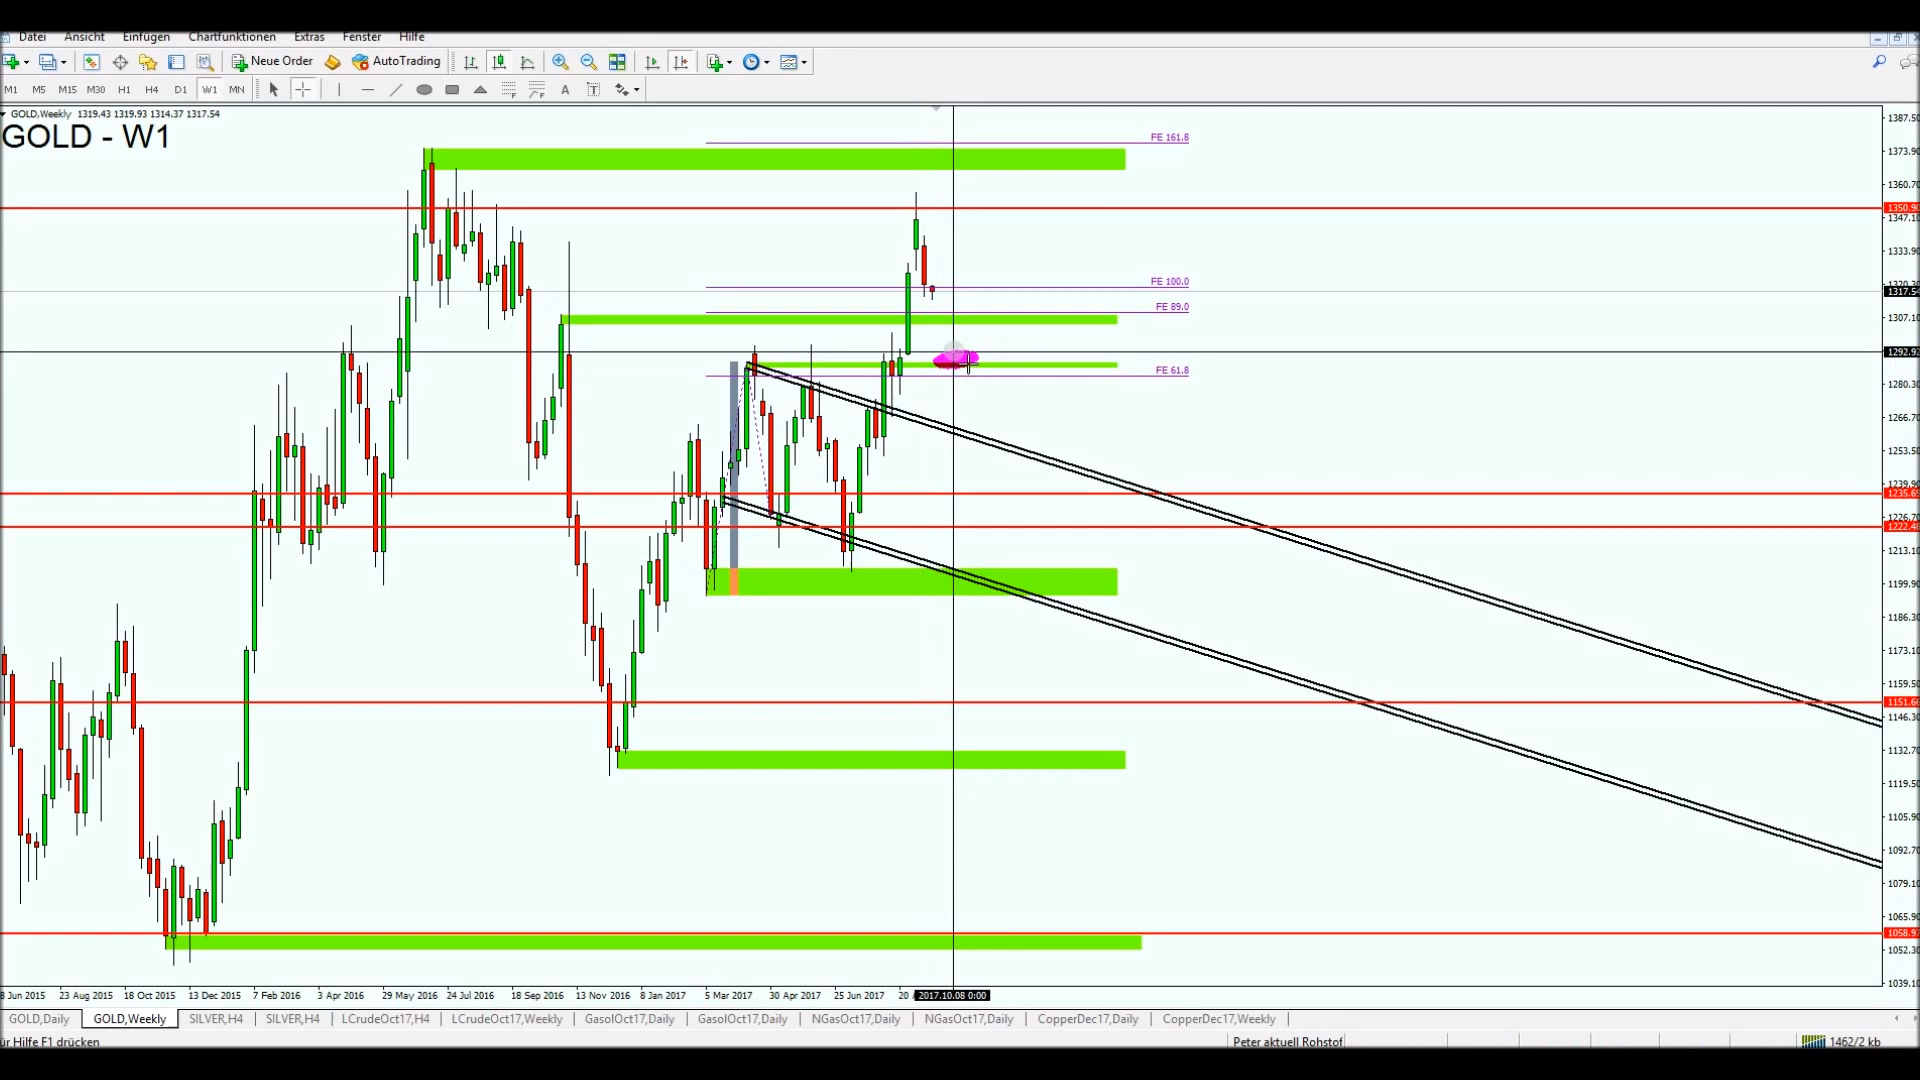 Datei Ansicht Einfügen Chartfunktionen Extras Fenster Hilfe
Neue Order AutoTrading
M1 M5 M15 M30 H1 H4 D1 W1 MN A T
GOLD,Weekly 1319.43 1319.93 1314.37 1317.54
GOLD - W1
1387.50
FE 161.8
1373.90
1360.70
1350.90
1347.10
1333.90
FE 100.0
1317.54
FE 89.0
1307.10
1292.93
FE 61.8
1280.30
1266.70
1253.50
1239.90
1235.69
1226.70
1222.48
1213.10
1199.90
1186.30
1173.10
1159.50
1151.66
1146.30
1132.70
1119.50
1105.90
1092.70
1079.10
1065.90
1058.97
1052.30
1039.10
8 Jun 2015 23 Aug 2015 18 Oct 2015 13 Dec 2015 7 Feb 2016 3 Apr 2016 29 May 2016 24 Jul 2016 18 Sep 2016 13 Nov 2016 8 Jan 2017 5 Mar 2017 30 Apr 2017 25 Jun 2017 20 2017.10.08 0:00
GOLD,Daily GOLD,Weekly SILVER,H4 SILVER,H4 LCrudeOct17,H4 LCrudeOct17,Weekly GasolOct17,Daily GasolOct17,Daily NGasOct17,Daily NGasOct17,Daily CopperDec17,Daily CopperDec17,Weekly
ür Hilfe F1 drücken Peter aktuell Rohstof 1462/2 kb